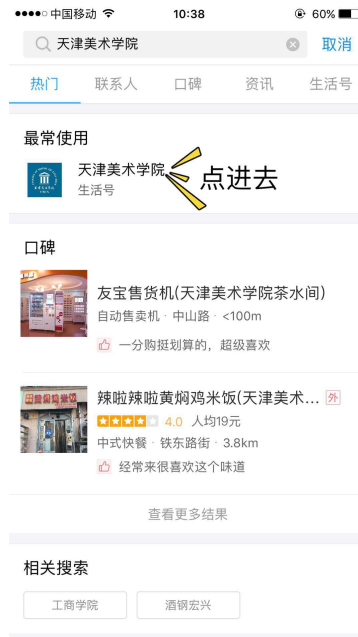 中国移动 10:38 60%
天津美术学院 取消
热门 联系人 口碑 资讯 生活号
最常使用
天津美术学院
生活号
点进去
口碑
友宝售货机(天津美术学院茶水间)
自动售卖机 · 中山路 · <100m
一分购挺划算的，超级喜欢
辣啦辣啦黄焖鸡米饭(天津美术... 外
4.0 人均19元
中式快餐 · 铁东路街 · 3.8km
经常来很喜欢这个味道
查看更多结果
相关搜索
工商学院 酒钢宏兴